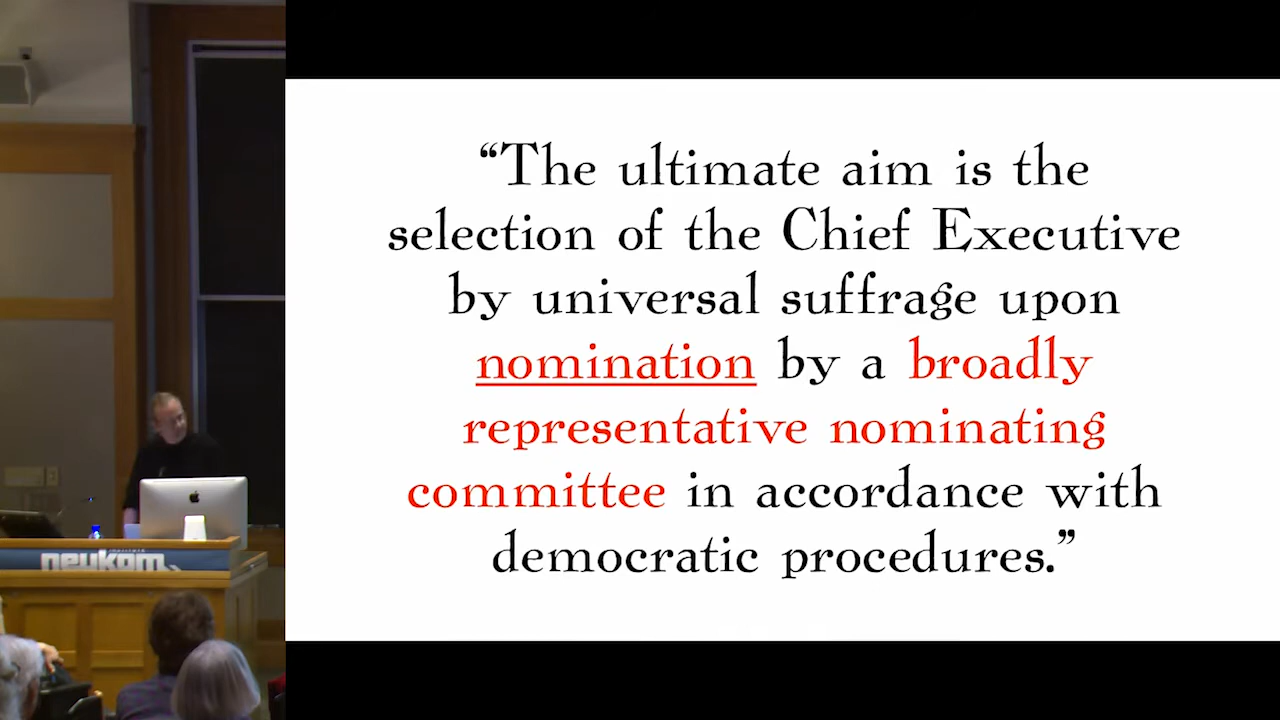 “The ultimate aim is the
selection of the Chief Executive
by universal suffrage upon
nomination by a broadly
representative nominating
committee in accordance with
democratic procedures.”
INSTITUTE
neukom